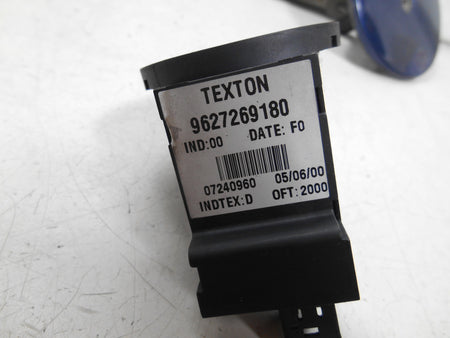 TEXTON
9627269180
IND:00 DATE: F0
07240960 05/06/00
INDTEX:D OFT:2000